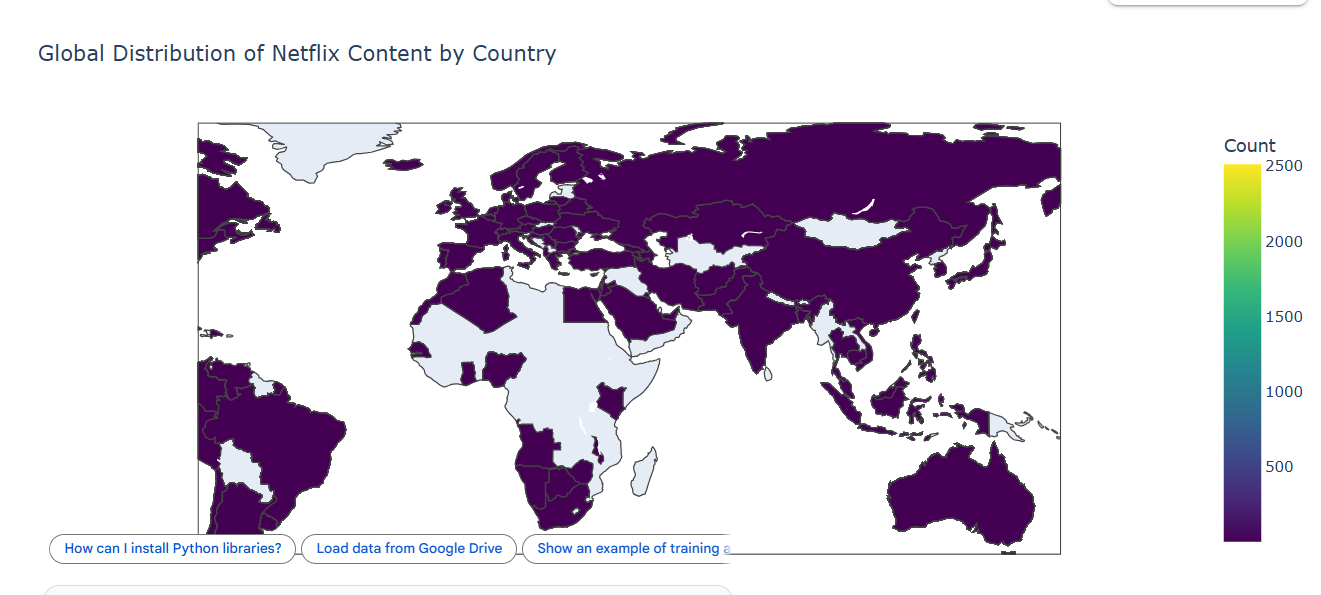 Global Distribution of Netflix Content by Country
Count
2500
2000
1500
1000
500
How can I install Python libraries?
Load data from Google Drive
Show an example of training a